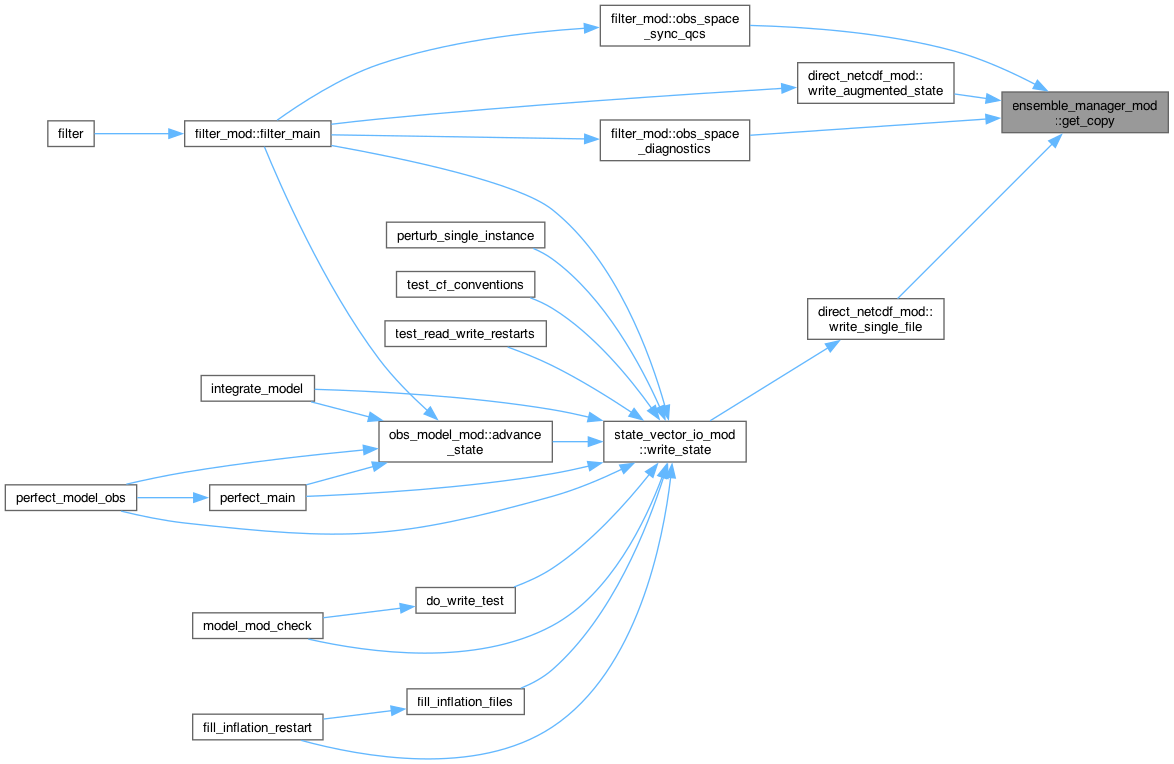 filter_mod::obs_space
_sync_qcs
direct_netcdf_mod::
write_augmented_state
ensemble_manager_mod
::get_copy
filter
filter_mod::filter_main
filter_mod::obs_space
_diagnostics
perturb_single_instance
test_cf_conventions
direct_netcdf_mod::
write_single_file
test_read_write_restarts
integrate_model
obs_model_mod::advance
_state
state_vector_io_mod
::write_state
perfect_model_obs
perfect_main
do_write_test
model_mod_check
fill_inflation_files
fill_inflation_restart